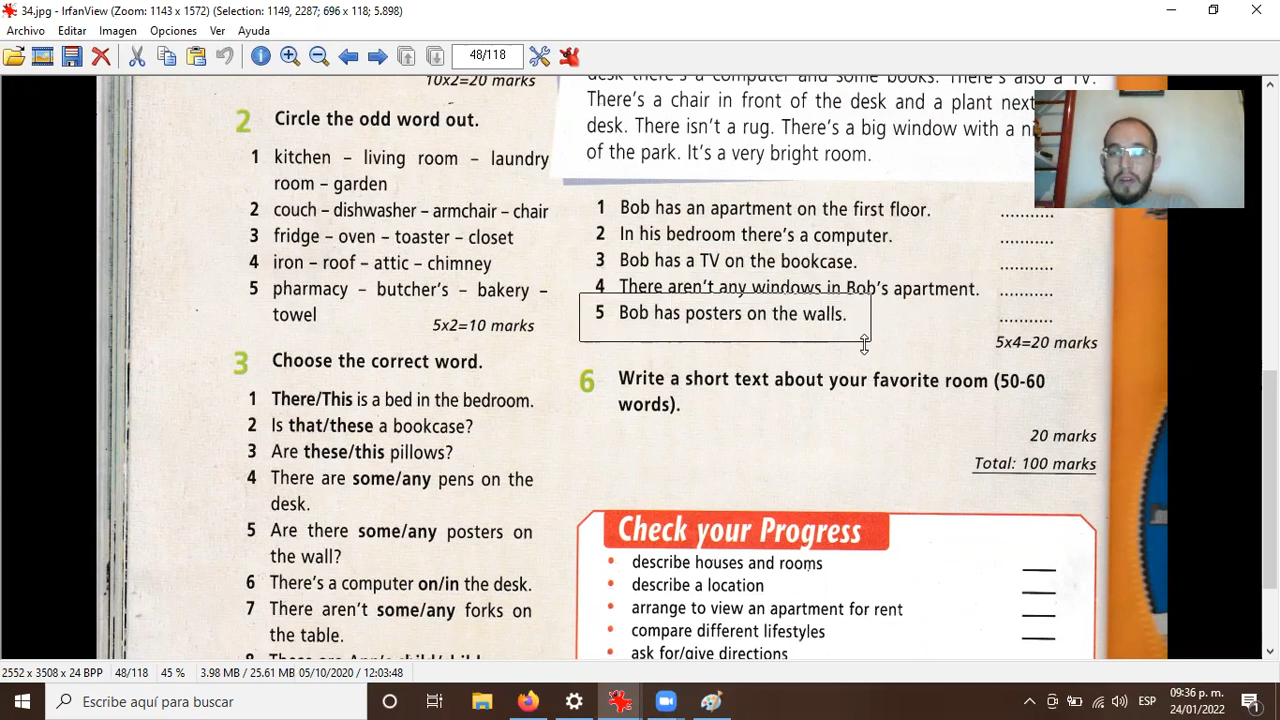 34.jpg - IrfanView (Zoom: 1143 x 1572) (Selection: 1149, 2287; 696 x 118; 5.898)
Archivo Editar Imagen Opciones Ver Ayuda
48/118
10x2=20 marks
2 Circle the odd word out.
1 kitchen – living room – laundry
room – garden
2 couch – dishwasher – armchair – chair
3 fridge – oven – toaster – closet
4 iron – roof – attic – chimney
5 pharmacy – butcher's – bakery –
towel
5x2=10 marks
3 Choose the correct word.
1 There/This is a bed in the bedroom.
2 Is that/these a bookcase?
3 Are these/this pillows?
4 There are some/any pens on the
desk.
5 Are there some/any posters on
the wall?
6 There's a computer on/in the desk.
7 There aren't some/any forks on
the table.
desk there's a computer and some books. There's also a TV.
There's a chair in front of the desk and a plant next
desk. There isn't a rug. There's a big window with a
of the park. It's a very bright room.
1 Bob has an apartment on the first floor. ...........
2 In his bedroom there's a computer. ...........
3 Bob has a TV on the bookcase. ...........
4 There aren't any windows in Bob's apartment. ...........
5 Bob has posters on the walls. ...........
5x4=20 marks
6 Write a short text about your favorite room (50-60
words).
20 marks
Total: 100 marks
Check your Progress
• describe houses and rooms
• describe a location
• arrange to view an apartment for rent
• compare different lifestyles
ask for/give directions
2552 x 3508 x 24 BPP 48/118 45 % 3.98 MB / 25.61 MB 05/10/2020 / 12:03:48
Escribe aquí para buscar
ESP
09:36 p. m.
24/01/2022
1